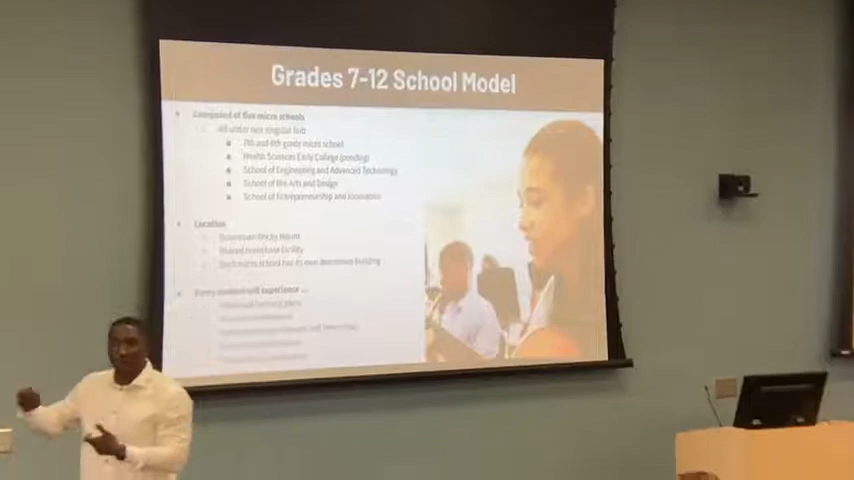 Grades 7-12 School Model
Composed of five micro schools
All under one singular hub
7th and 8th grade micro school
Health Sciences Early College (pending)
School of Engineering and Advanced Technology
School of the Arts and Design
School of Entrepreneurship and Innovation
Location
Downtown Rocky Mount
Shared downtown facility
Each micro school has its own downtown building
Every student will experience ...